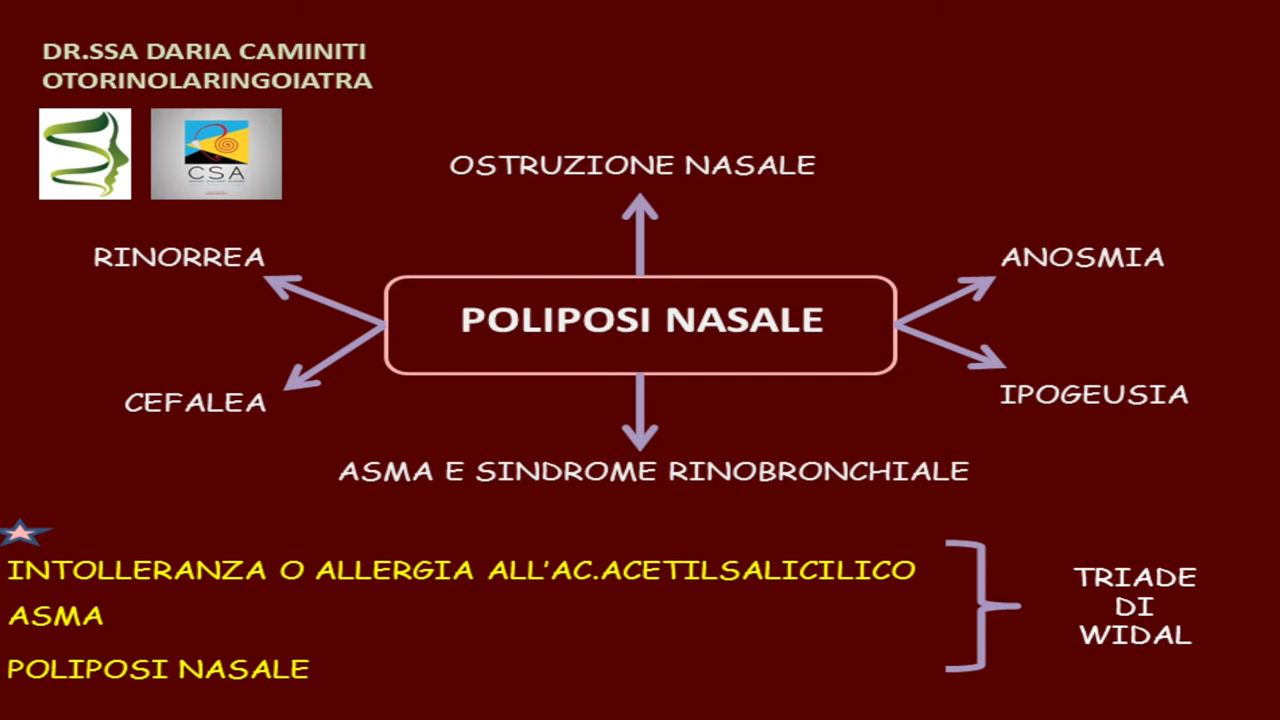 DR.SSA DARIA CAMINITI
OTORINOLARINGOIATRA
CSA
OSTRUZIONE NASALE
RINORREA
ANOSMIA
POLIPOSI NASALE
CEFALEA
IPOGEUSIA
ASMA E SINDROME RINOBRONCHIALE
INTOLLERANZA O ALLERGIA ALL'AC.ACETILSALICILICO
ASMA
POLIPOSI NASALE
TRIADE
DI
WIDAL